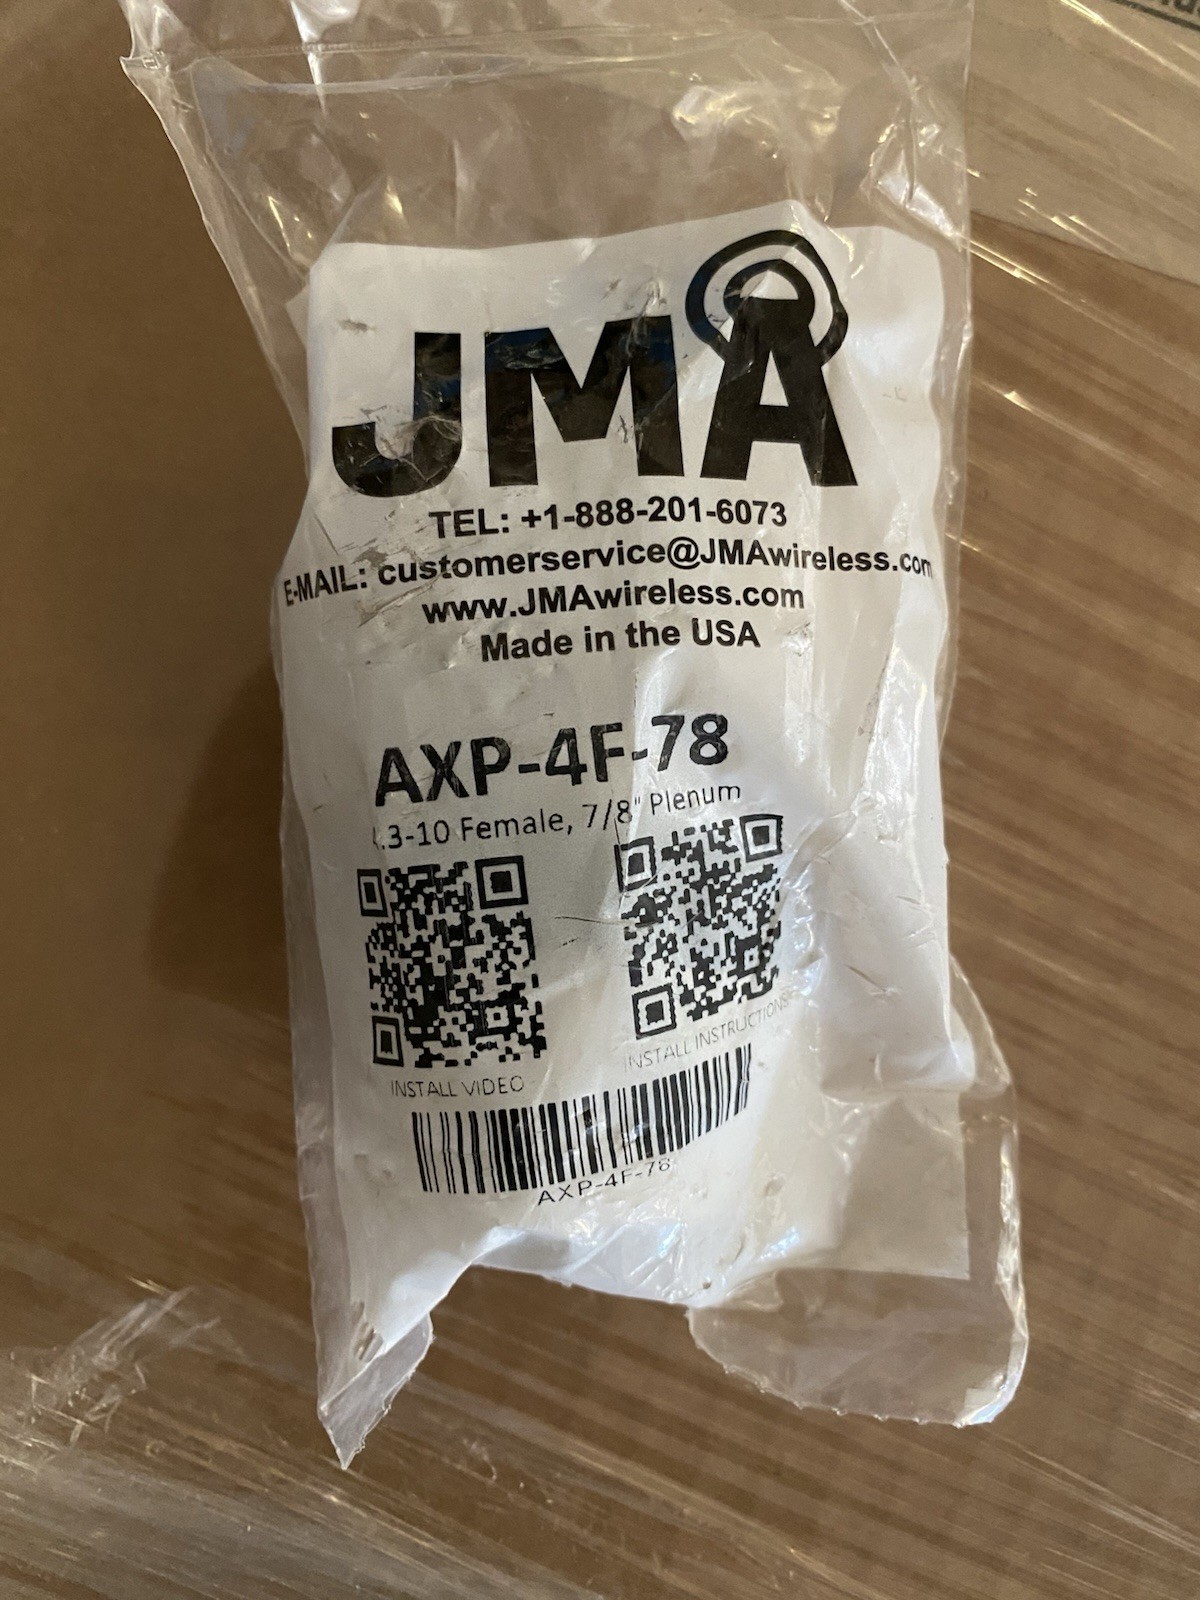 JMA
TEL: +1-888-201-6073
E-MAIL: customerservice@JMAwireless.com
www.JMAwireless.com
Made in the USA
AXP-4F-78
.3-10 Female, 7/8" Plenum
INSTALL VIDEO
INSTALL INSTRUCTIONS
AXP-4F-78